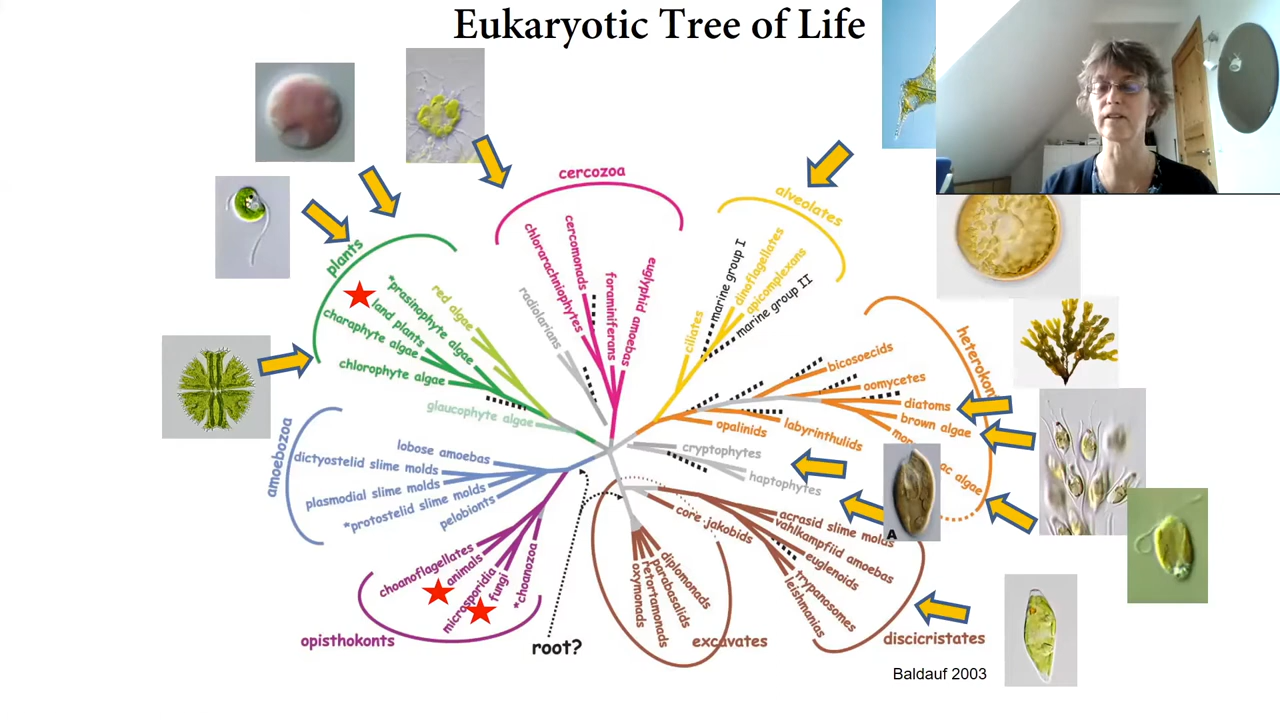 Eukaryotic Tree of Life
cercozoa
alveolates
plants
heterokon
amoebozoa
*prasinophyte algae
red algae
land plants
charaphyte algae
chlorophyte algae
glaucophyte algae
radiolarians
chlorarachniophytes
cercomonads
foraminiferans
euglyphid amoebas
ciliates
marine group I
dinoflagellates
apicomplexans
marine group II
bicosoecids
oomycetes
diatoms
brown algae
opalinids
labyrinthulids
ac algae
cryptophytes
haptophytes
lobose amoebas
dictyostelid slime molds
plasmodial slime molds
*protostelid slime molds
pelobionts
choanoflagellates
animals
microsporidia
fungi
*choanozoa
opisthokonts
root?
core jakobids
diplomonads
parabasalids
retortamonads
oxymonads
excavates
acrasid slime molds
vahlkampfiid amoebas
euglenoids
trypanosomes
leishmanias
discicristates
A
Baldauf 2003